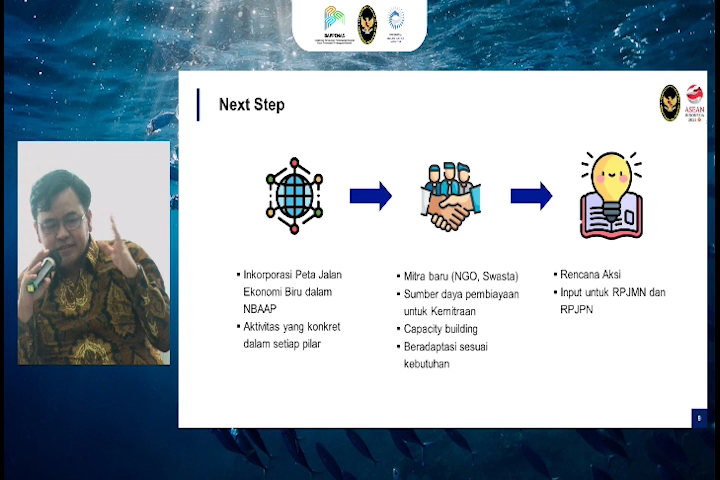 BAPPENAS
Next Step
ASEAN
INDONESIA
2023
▪ Inkorporasi Peta Jalan
Ekonomi Biru dalam
NBAAP
▪ Aktivitas yang konkret
dalam setiap pilar
▪ Mitra baru (NGO, Swasta)
▪ Sumber daya pembiayaan
untuk Kemitraan
▪ Capacity building
▪ Beradaptasi sesuai
kebutuhan
▪ Rencana Aksi
▪ Input untuk RPJMN dan
RPJPN